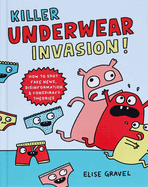 KILLER
UNDERWEAR
INVASION!
HOW TO SPOT
FAKE NEWS,
DISINFORMATION
& CONSPIRACY
THEORIES
ELISE GRAVEL